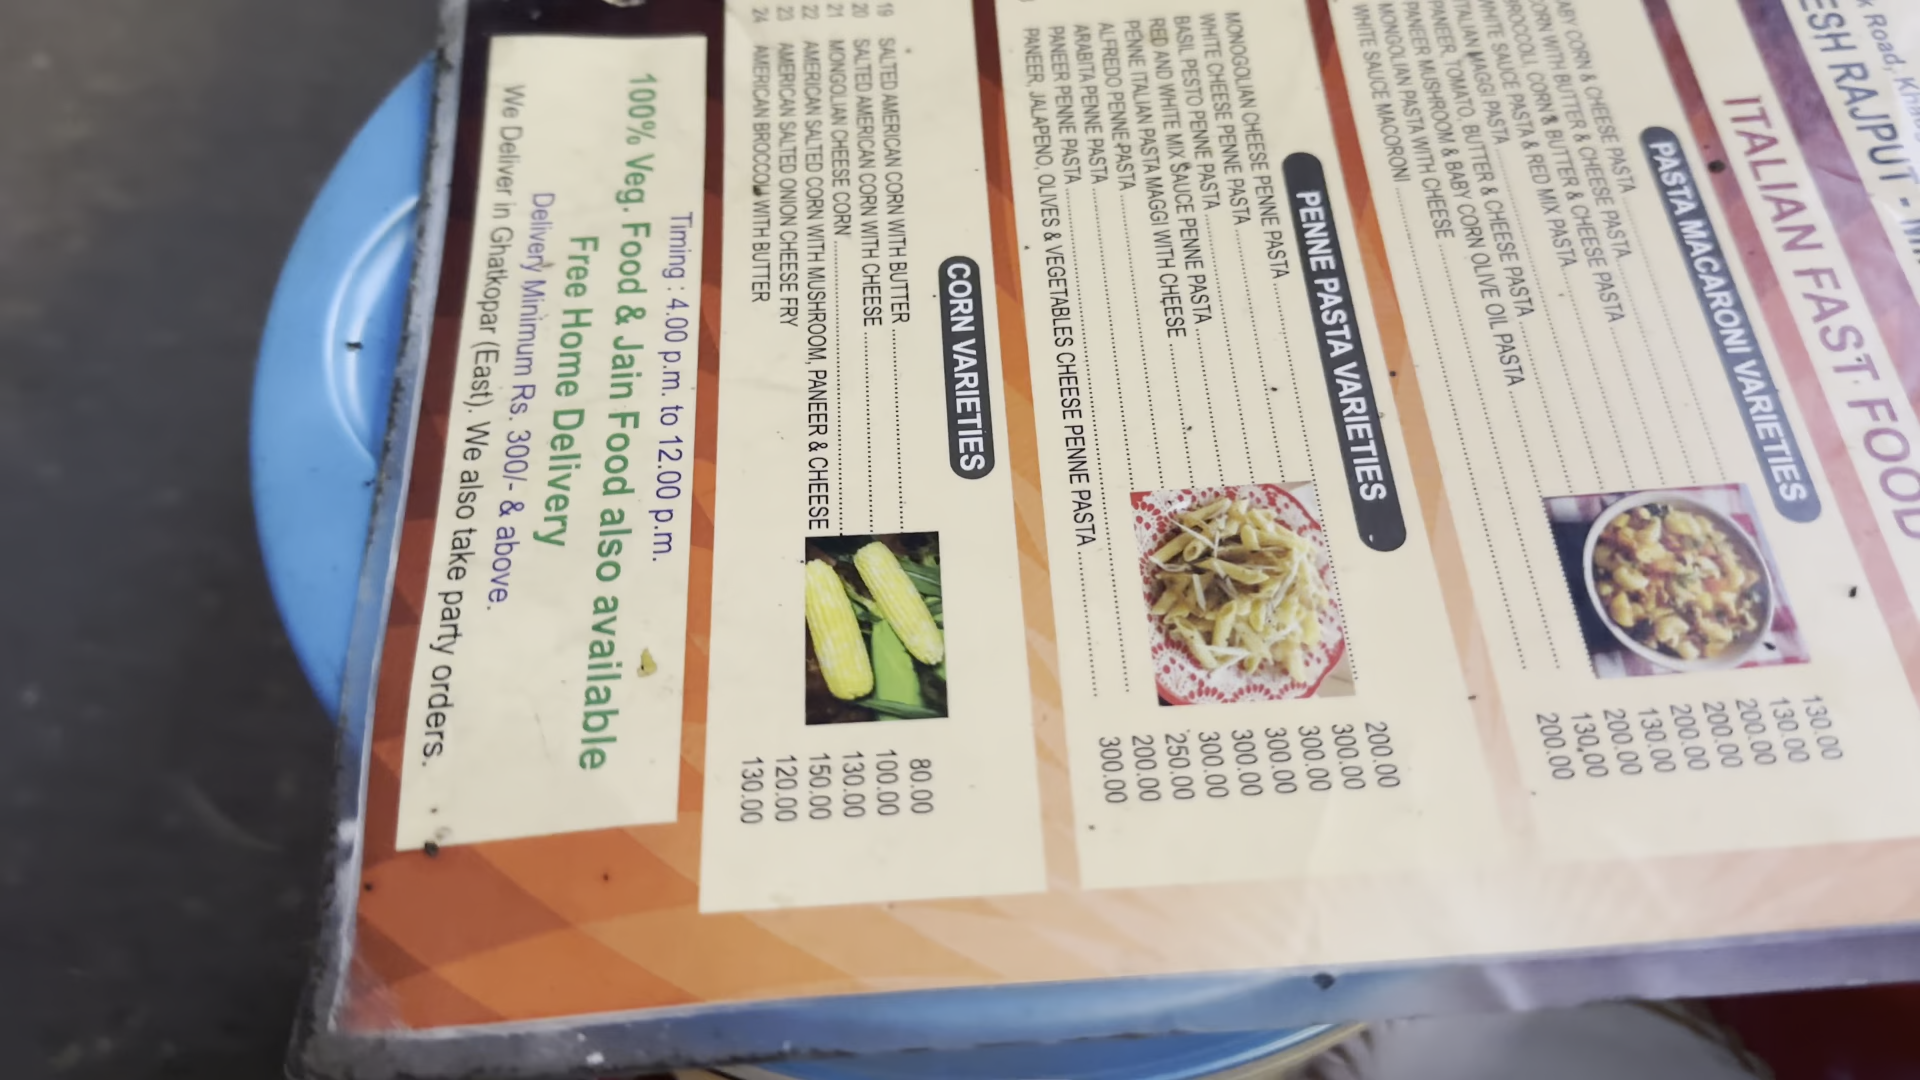 k Road, Kh
ESH RAJPUT - M
ITALIAN FAST FOOD
PASTA MACARONI VARIETIES
ABY CORN & CHEESE PASTA 130.00
CORN WITH BUTTER & CHEESE PASTA 130.00
BROCCOLI, CORN & BUTTER & CHEESE PASTA 200.00
WHITE SAUCE PASTA & RED MIX PASTA 200.00
ITALIAN MAGGI PASTA 200.00
PANEER, TOMATO, BUTTER & CHEESE PASTA 130.00
PANEER MUSHROOM & BABY CORN OLIVE OIL PASTA 200.00
MONGOLIAN PASTA WITH CHEESE 130.00
WHITE SAUCE MACORONI 200.00
PENNE PASTA VARIETIES
MONOGOLIAN CHEESE PENNE PASTA 200.00
WHITE CHEESE PENNE PASTA 300.00
BASIL PESTO PENNE PASTA 300.00
RED AND WHITE MIX SAUCE PENNE PASTA 300.00
PENNE ITALIAN PASTA MAGGI WITH CHEESE 300.00
ALFREDO PENNE PASTA 300.00
ARABITA PENNE PASTA 250.00
PANEER PENNE PASTA 200.00
PANEER, JALAPENO, OLIVES & VEGETABLES CHEESE PENNE PASTA 300.00
CORN VARIETIES
19 SALTED AMERICAN CORN WITH BUTTER 80.00
20 SALTED AMERICAN CORN WITH CHEESE 100.00
21 MONGOLIAN CHEESE CORN 130.00
22 AMERICAN SALTED CORN WITH MUSHROOM, PANEER & CHEESE 150.00
23 AMERICAN SALTED ONION CHEESE FRY 120.00
24 AMERICAN BROCCOLI WITH BUTTER 130.00
Timing : 4.00 p.m. to 12.00 p.m.
100% Veg. Food & Jain Food also available
Free Home Delivery
Delivery Minimum Rs. 300/- & above.
We Deliver in Ghatkopar (East). We also take party orders.